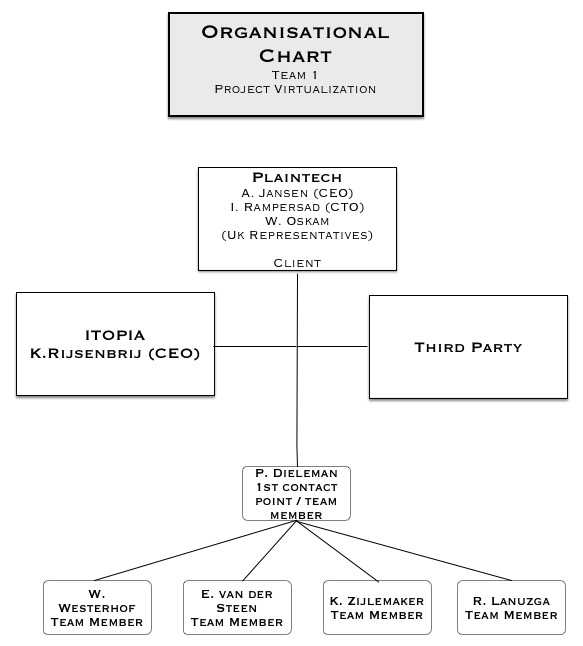 Organisational
Chart
Team 1
Project Virtualization
Plaintech
A. Jansen (CEO)
I. Rampersad (CTO)
W. Oskam
(Uk Representatives)
Client
ITOPIA
K.Rijsenbrij (CEO)
Third Party
P. Dieleman
1st contact
point / team
member
W.
Westerhof
Team Member
E. van der
Steen
Team Member
K. Zijlemaker
Team Member
R. Lanuzga
Team Member